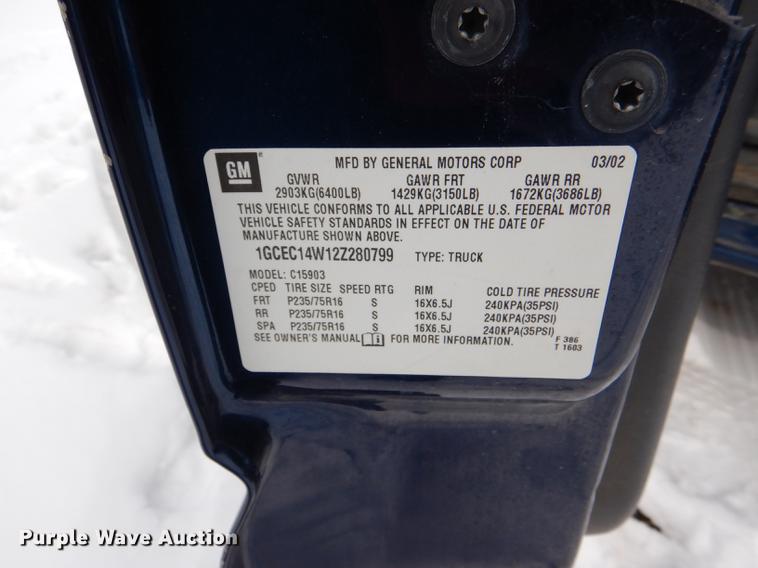 GM ® MFD BY GENERAL MOTORS CORP 03/02
GVWR GAWR FRT GAWR RR
2903KG(6400LB) 1429KG(3150LB) 1672KG(3686LB)
THIS VEHICLE CONFORMS TO ALL APPLICABLE U.S. FEDERAL MOTOR
VEHICLE SAFETY STANDARDS IN EFFECT ON THE DATE OF
MANUFACTURE SHOWN ABOVE.
1GCEC14W12Z280799 TYPE: TRUCK
MODEL: C15903
CPED TIRE SIZE SPEED RTG RIM COLD TIRE PRESSURE
FRT P235/75R16 S 16X6.5J 240KPA(35PSI)
RR P235/75R16 S 16X6.5J 240KPA(35PSI)
SPA P235/75R16 S 16X6.5J 240KPA(35PSI)
SEE OWNER'S MANUAL FOR MORE INFORMATION.
F 386
T 1603
Purple Wave Auction